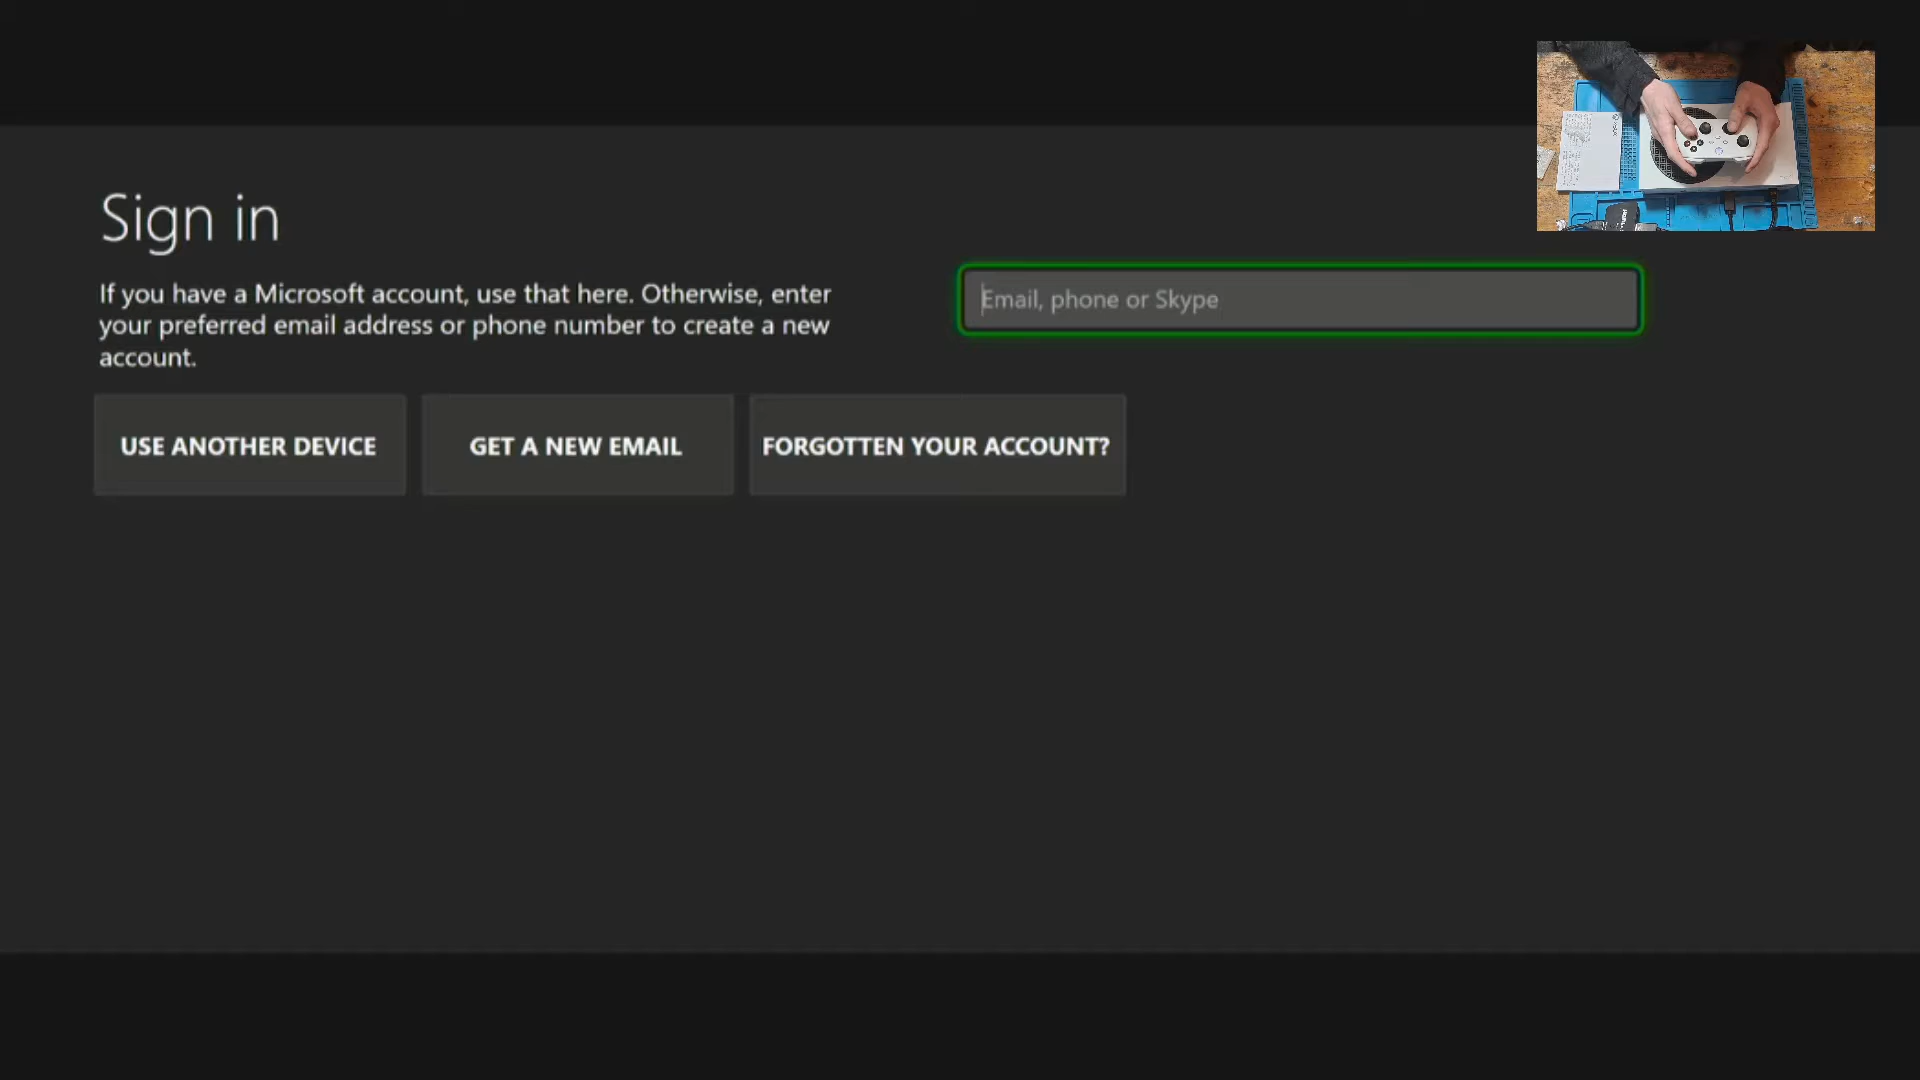 Sign in
If you have a Microsoft account, use that here. Otherwise, enter
your preferred email address or phone number to create a new
account.
Email, phone or Skype
USE ANOTHER DEVICE
GET A NEW EMAIL
FORGOTTEN YOUR ACCOUNT?